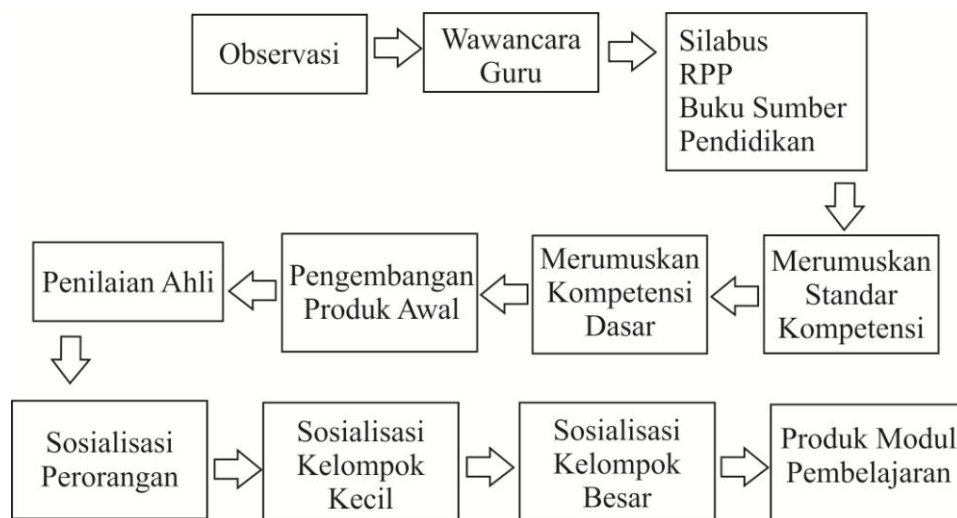 Observasi
Wawancara
Guru
Silabus
RPP
Buku Sumber
Pendidikan
Merumuskan
Standar
Kompetensi
Merumuskan
Kompetensi
Dasar
Pengembangan
Produk Awal
Penilaian Ahli
Sosialisasi
Perorangan
Sosialisasi
Kelompok
Kecil
Sosialisasi
Kelompok
Besar
Produk Modul
Pembelajaran